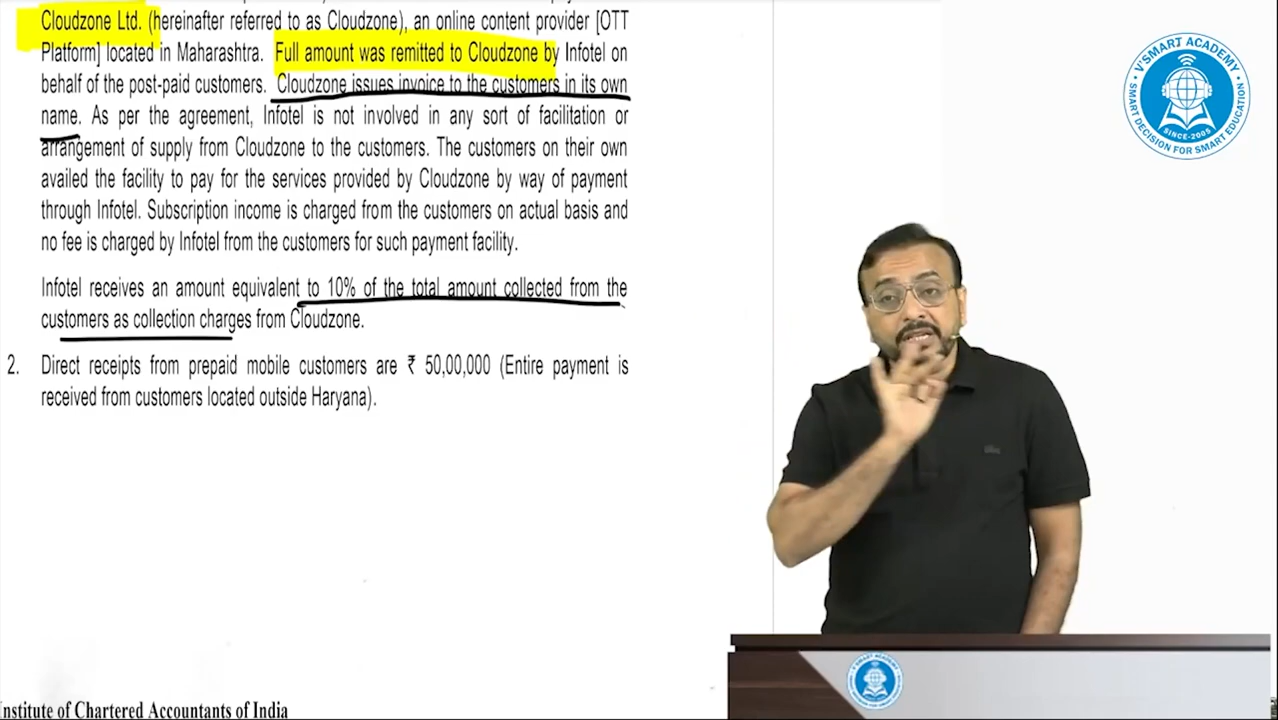 Cloudzone Ltd. (hereinafter referred to as Cloudzone), an online content provider [OTT
Platform] located in Maharashtra. Full amount was remitted to Cloudzone by Infotel on
behalf of the post-paid customers. Cloudzone issues invoice to the customers in its own
name. As per the agreement, Infotel is not involved in any sort of facilitation or
arrangement of supply from Cloudzone to the customers. The customers on their own
availed the facility to pay for the services provided by Cloudzone by way of payment
through Infotel. Subscription income is charged from the customers on actual basis and
no fee is charged by Infotel from the customers for such payment facility.
Infotel receives an amount equivalent to 10% of the total amount collected from the
customers as collection charges from Cloudzone.
2. Direct receipts from prepaid mobile customers are ₹ 50,00,000 (Entire payment is
received from customers located outside Haryana).
nstitute of Chartered Accountants of India
V'SMART ACADEMY
SINCE-2005
SMART DECISION FOR SMART EDUCATION